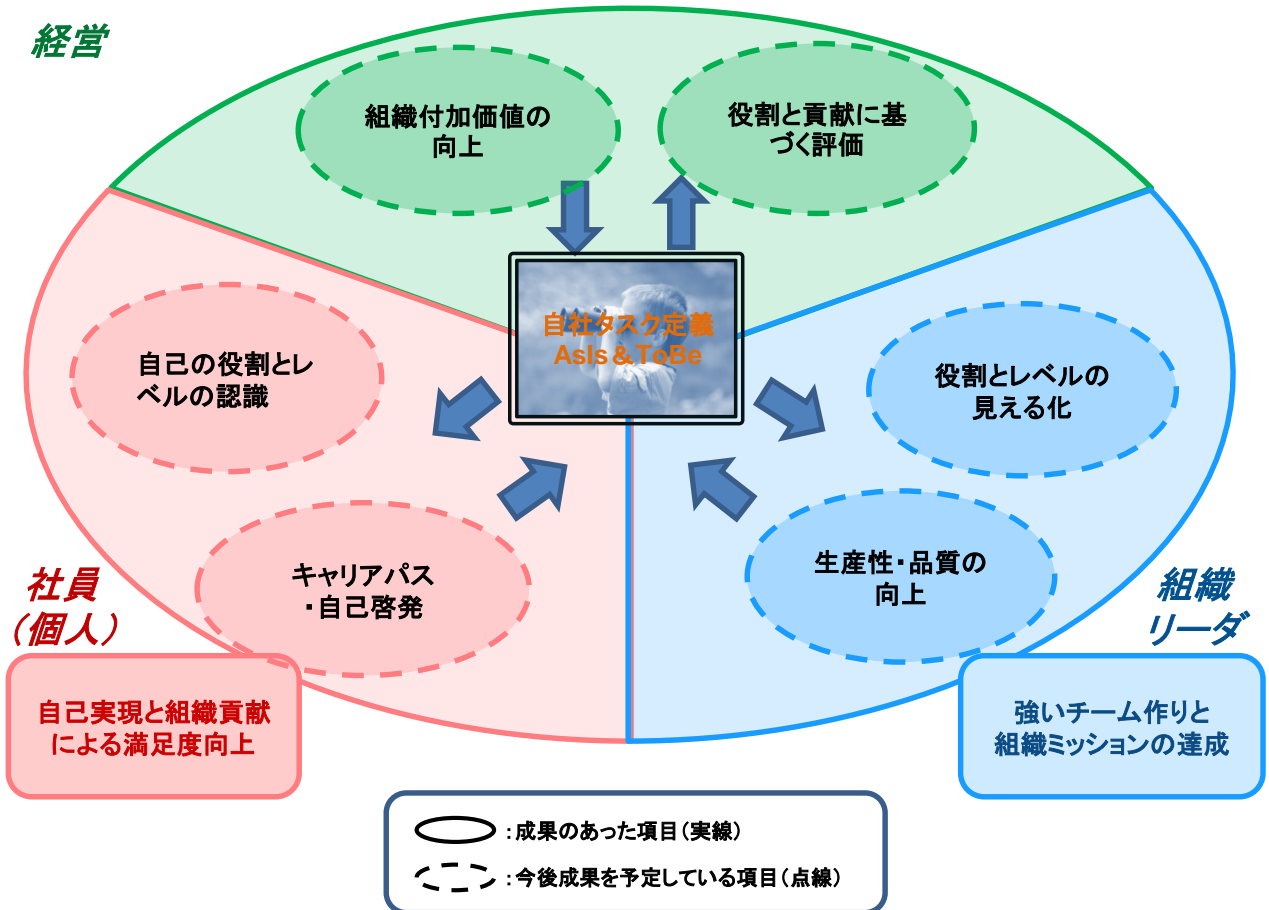 経営
組織付加価値の
向上
役割と貢献に基
づく評価
自社タスク定義
AsIs＆ToBe
自己の役割とレ
ベルの認識
役割とレベルの
見える化
キャリアパス
・自己啓発
生産性・品質の
向上
社員
（個人）
組織
リーダ
自己実現と組織貢献
による満足度向上
強いチーム作りと
組織ミッションの達成
：成果のあった項目（実線）
：今後成果を予定している項目（点線）